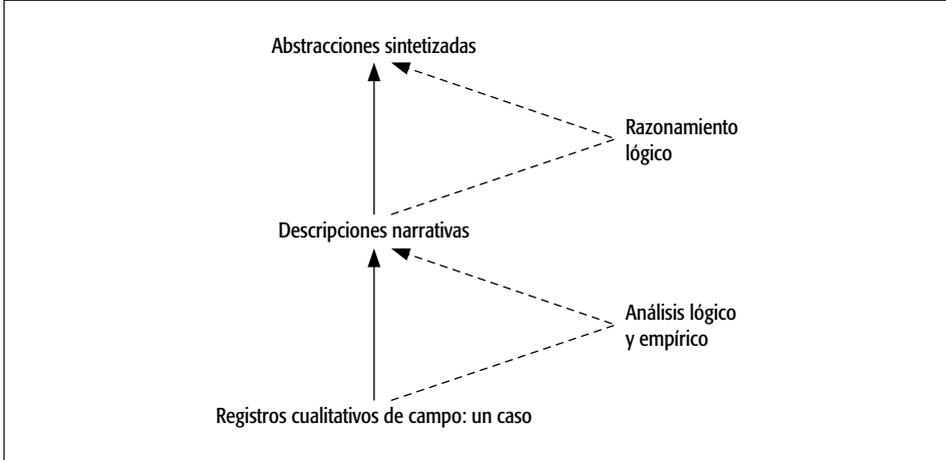 Abstracciones sintetizadas
Razonamiento
lógico
Descripciones narrativas
Análisis lógico
y empírico
Registros cualitativos de campo: un caso